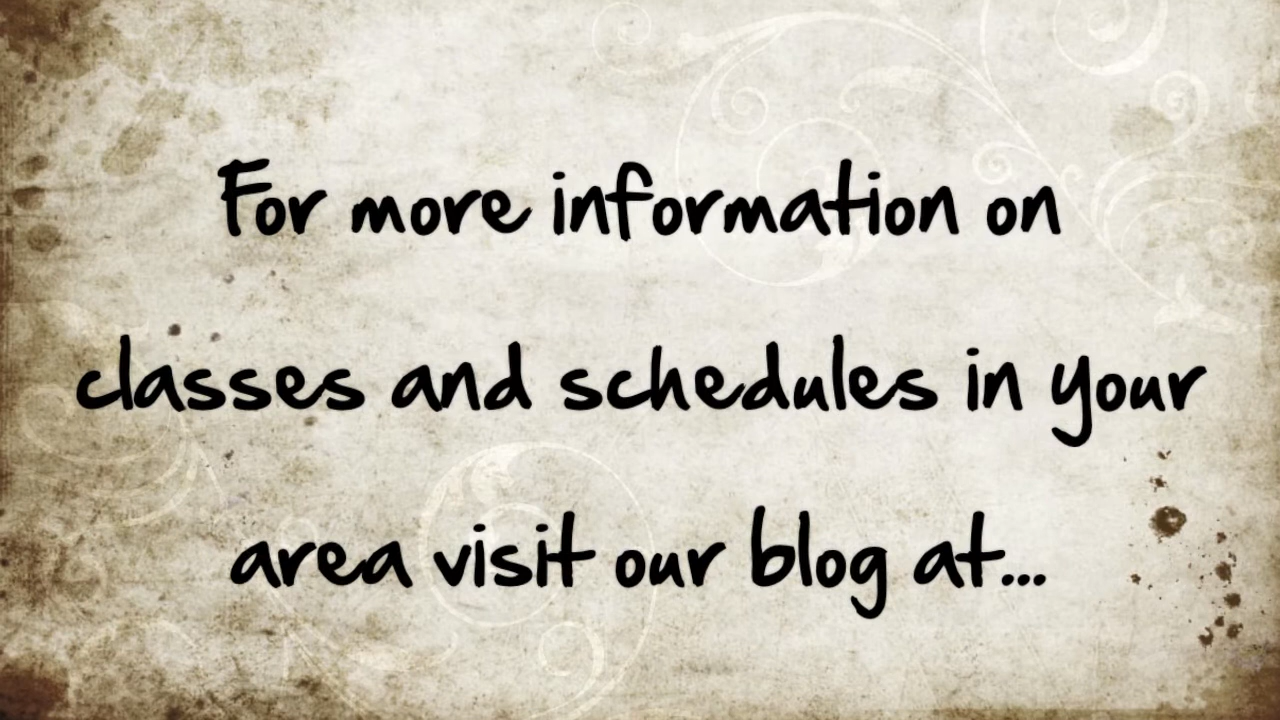 For more information on
classes and schedules in your
area visit our blog at...